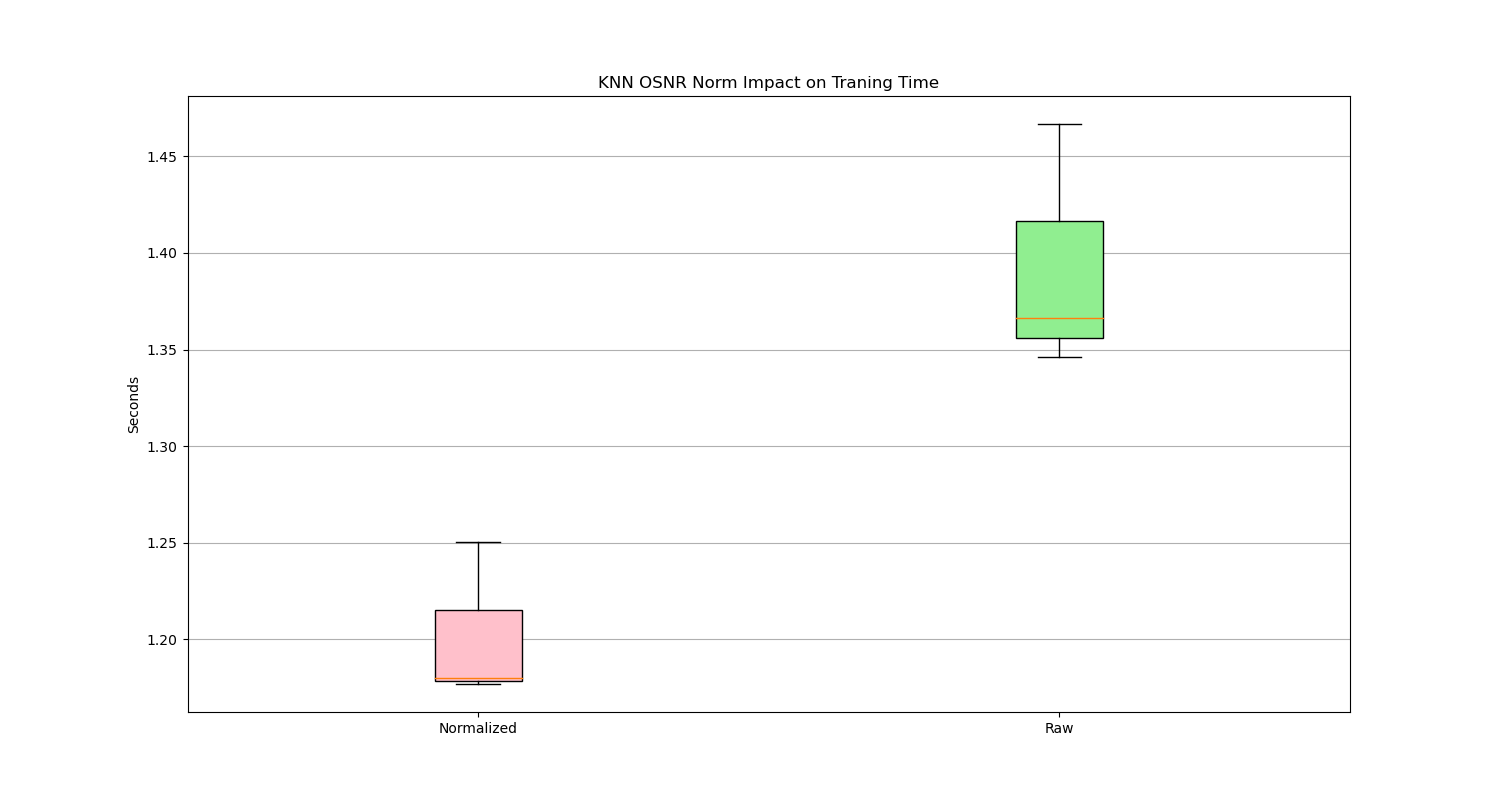 KNN OSNR Norm Impact on Traning Time
1.45
1.40
1.35
1.30
1.25
1.20
Seconds
Normalized
Raw